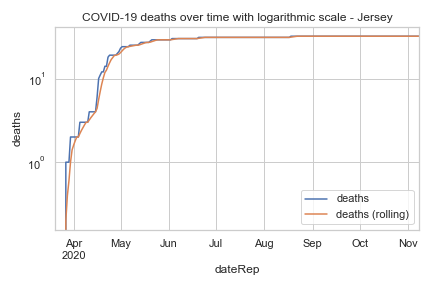 COVID-19 deaths over time with logarithmic scale - Jersey
deaths
10¹
10⁰
deaths
deaths (rolling)
Apr
2020
May
Jun
Jul
Aug
Sep
Oct
Nov
dateRep